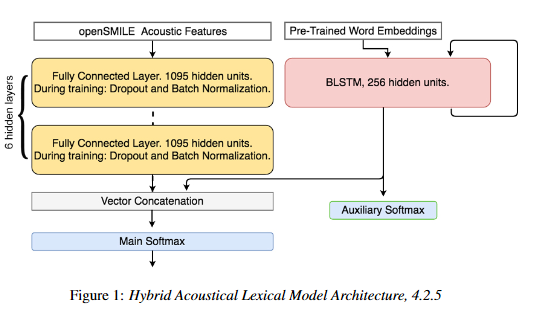 openSMILE Acoustic Features
Pre-Trained Word Embeddings
6 hidden layers
Fully Connected Layer. 1095 hidden units.
During training: Dropout and Batch Normalization.
BLSTM, 256 hidden units.
Fully Connected Layer. 1095 hidden units.
During training: Dropout and Batch Normalization.
Vector Concatenation
Auxiliary Softmax
Main Softmax
Figure 1: Hybrid Acoustical Lexical Model Architecture, 4.2.5